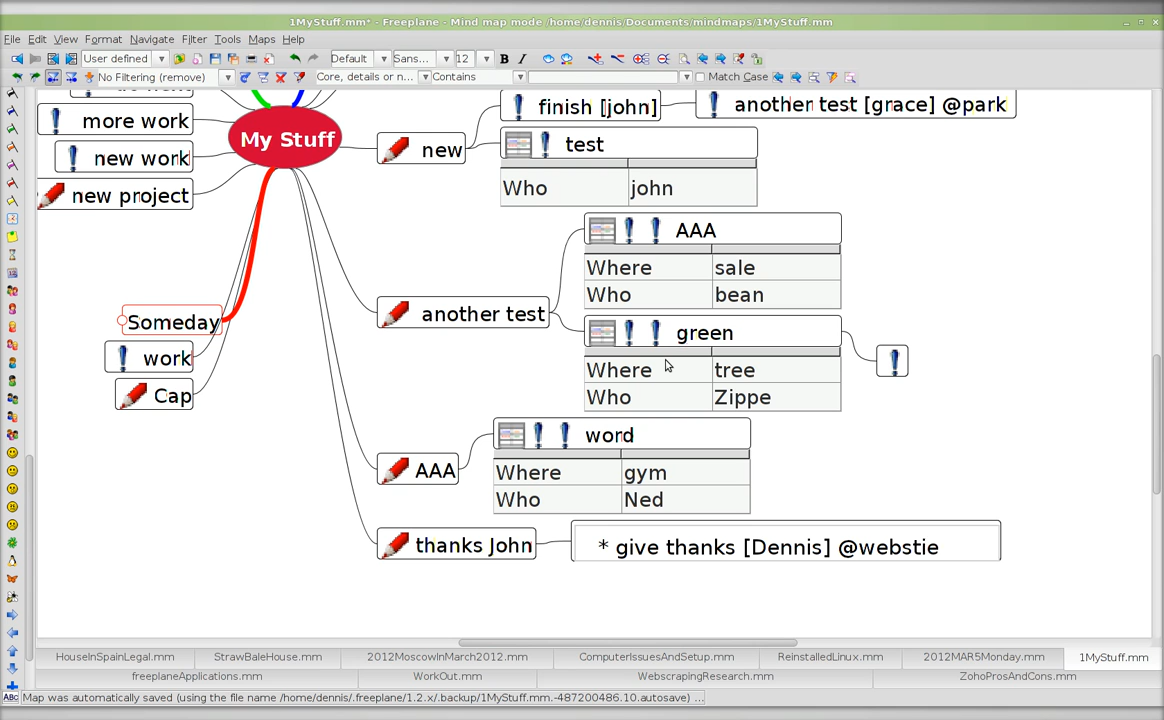 1MyStuff.mm* - Freeplane - Mind map mode /home/dennis/Documents/mindmaps/1MyStuff.mm
File Edit View Format Navigate Filter Tools Maps Help
User defined Default Sans... 12 B I
No Filtering (remove) Core, details or n... Contains Match Case
more work
new work
new project
My Stuff
new
finish [john]
another test [grace] @park
test
Who john
Someday
work
Cap
another test
AAA
Where sale
Who bean
green
Where tree
Who Zippe
AAA
word
Where gym
Who Ned
thanks John
* give thanks [Dennis] @webstie
HouseInSpainLegal.mm StrawBaleHouse.mm 2012MoscowInMarch2012.mm ComputerIssuesAndSetup.mm ReinstalledLinux.mm 2012MAR5Monday.mm 1MyStuff.mm
freeplaneApplications.mm WorkOut.mm WebscrapingResearch.mm ZohoProsAndCons.mm
ABC Map was automatically saved (using the file name /home/dennis/.freeplane/1.2.x/.backup/1MyStuff.mm.-487200486.10.autosave) ...